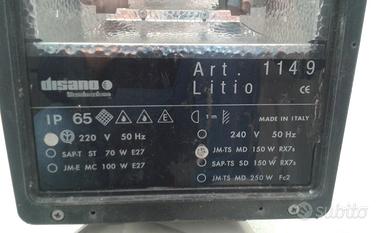 disano
illuminazione
Art. 1149
Litio
CE
IP 65
1m
MADE IN ITALY
220 V 50 Hz
SAP-T ST 70 W E27
JM-E MC 100 W E27
240 V 50 Hz
JM-TS MD 150 W RX7s
SAP-TS SD 150 W RX7s
JM-TS MD 250 W Fc2
subito